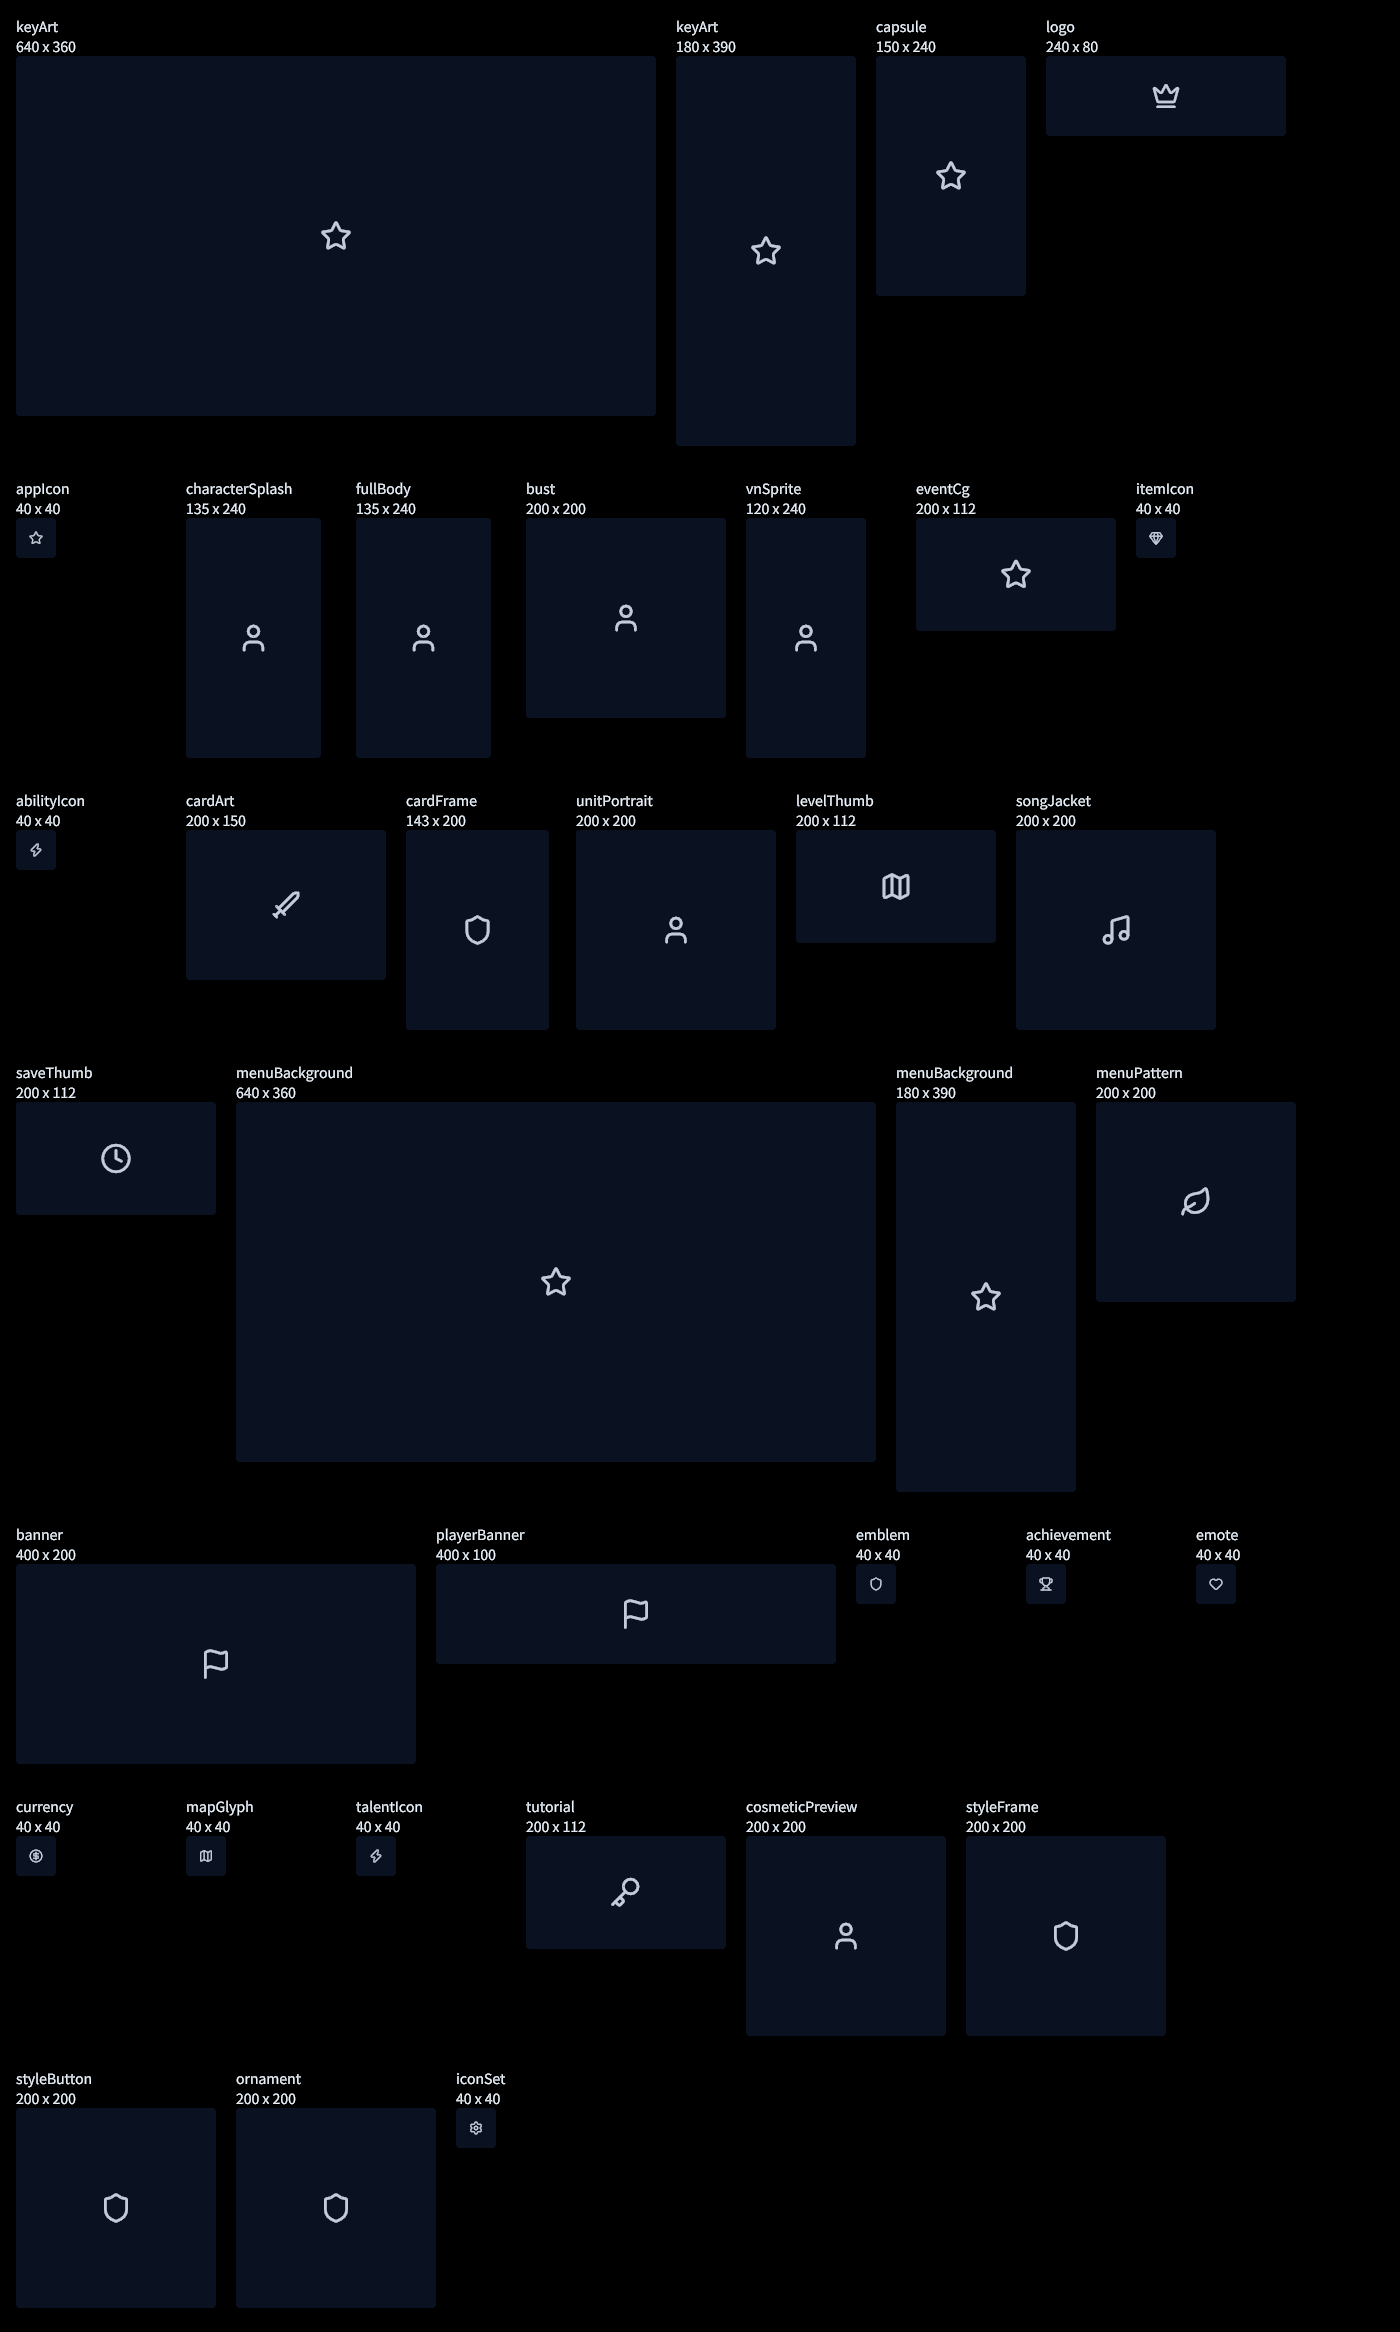 keyArt
640 x 360
keyArt
180 x 390
capsule
150 x 240
logo
240 x 80
appIcon
40 x 40
characterSplash
135 x 240
fullBody
135 x 240
bust
200 x 200
vnSprite
120 x 240
eventCg
200 x 112
itemIcon
40 x 40
abilityIcon
40 x 40
cardArt
200 x 150
cardFrame
143 x 200
unitPortrait
200 x 200
levelThumb
200 x 112
songJacket
200 x 200
saveThumb
200 x 112
menuBackground
640 x 360
menuBackground
180 x 390
menuPattern
200 x 200
banner
400 x 200
playerBanner
400 x 100
emblem
40 x 40
achievement
40 x 40
emote
40 x 40
currency
40 x 40
mapGlyph
40 x 40
talentIcon
40 x 40
tutorial
200 x 112
cosmeticPreview
200 x 200
styleFrame
200 x 200
styleButton
200 x 200
ornament
200 x 200
iconSet
40 x 40